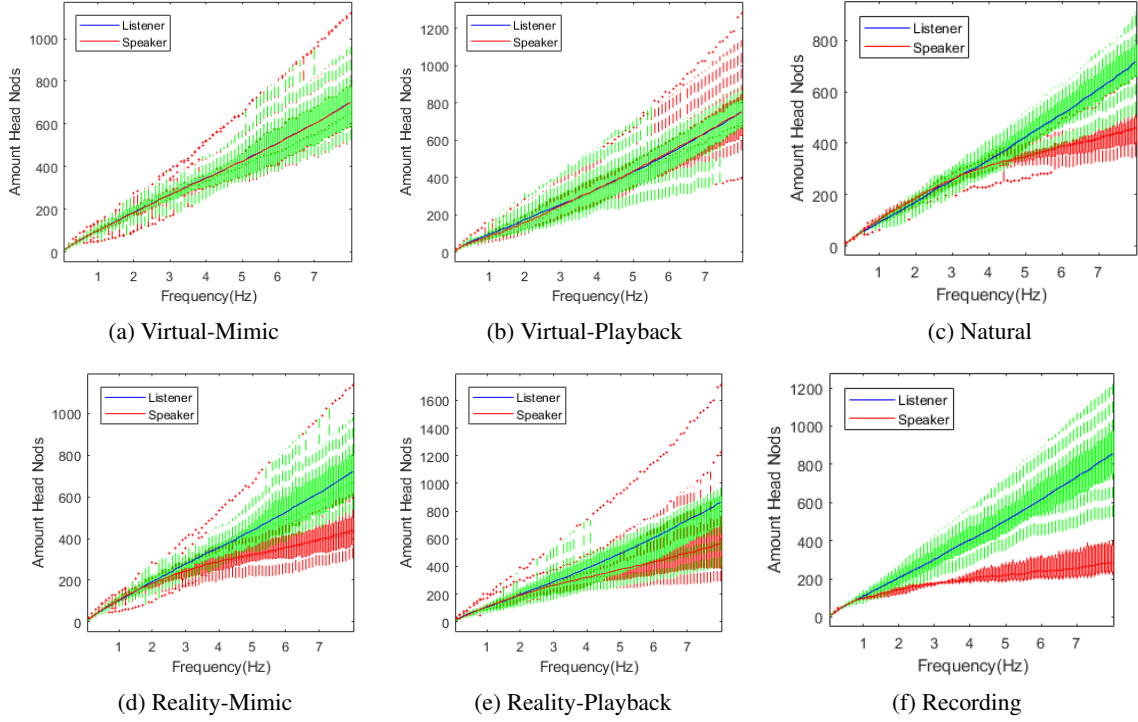 Listener
Speaker
Amount Head Nods
1000
800
600
400
200
0
1 2 3 4 5 6 7
Frequency(Hz)
(a) Virtual-Mimic
Listener
Speaker
Amount Head Nods
1200
1000
800
600
400
200
0
1 2 3 4 5 6 7
Frequency(Hz)
(b) Virtual-Playback
Listener
Speaker
Amount Head Nods
800
600
400
200
0
1 2 3 4 5 6 7
Frequency(Hz)
(c) Natural
Listener
Speaker
Amount Head Nods
1000
800
600
400
200
0
1 2 3 4 5 6 7
Frequency(Hz)
(d) Reality-Mimic
Listener
Speaker
Amount Head Nods
1600
1400
1200
1000
800
600
400
200
0
1 2 3 4 5 6 7
Frequency(Hz)
(e) Reality-Playback
Listener
Speaker
Amount Head Nods
1200
1000
800
600
400
200
0
1 2 3 4 5 6 7
Frequency(Hz)
(f) Recording